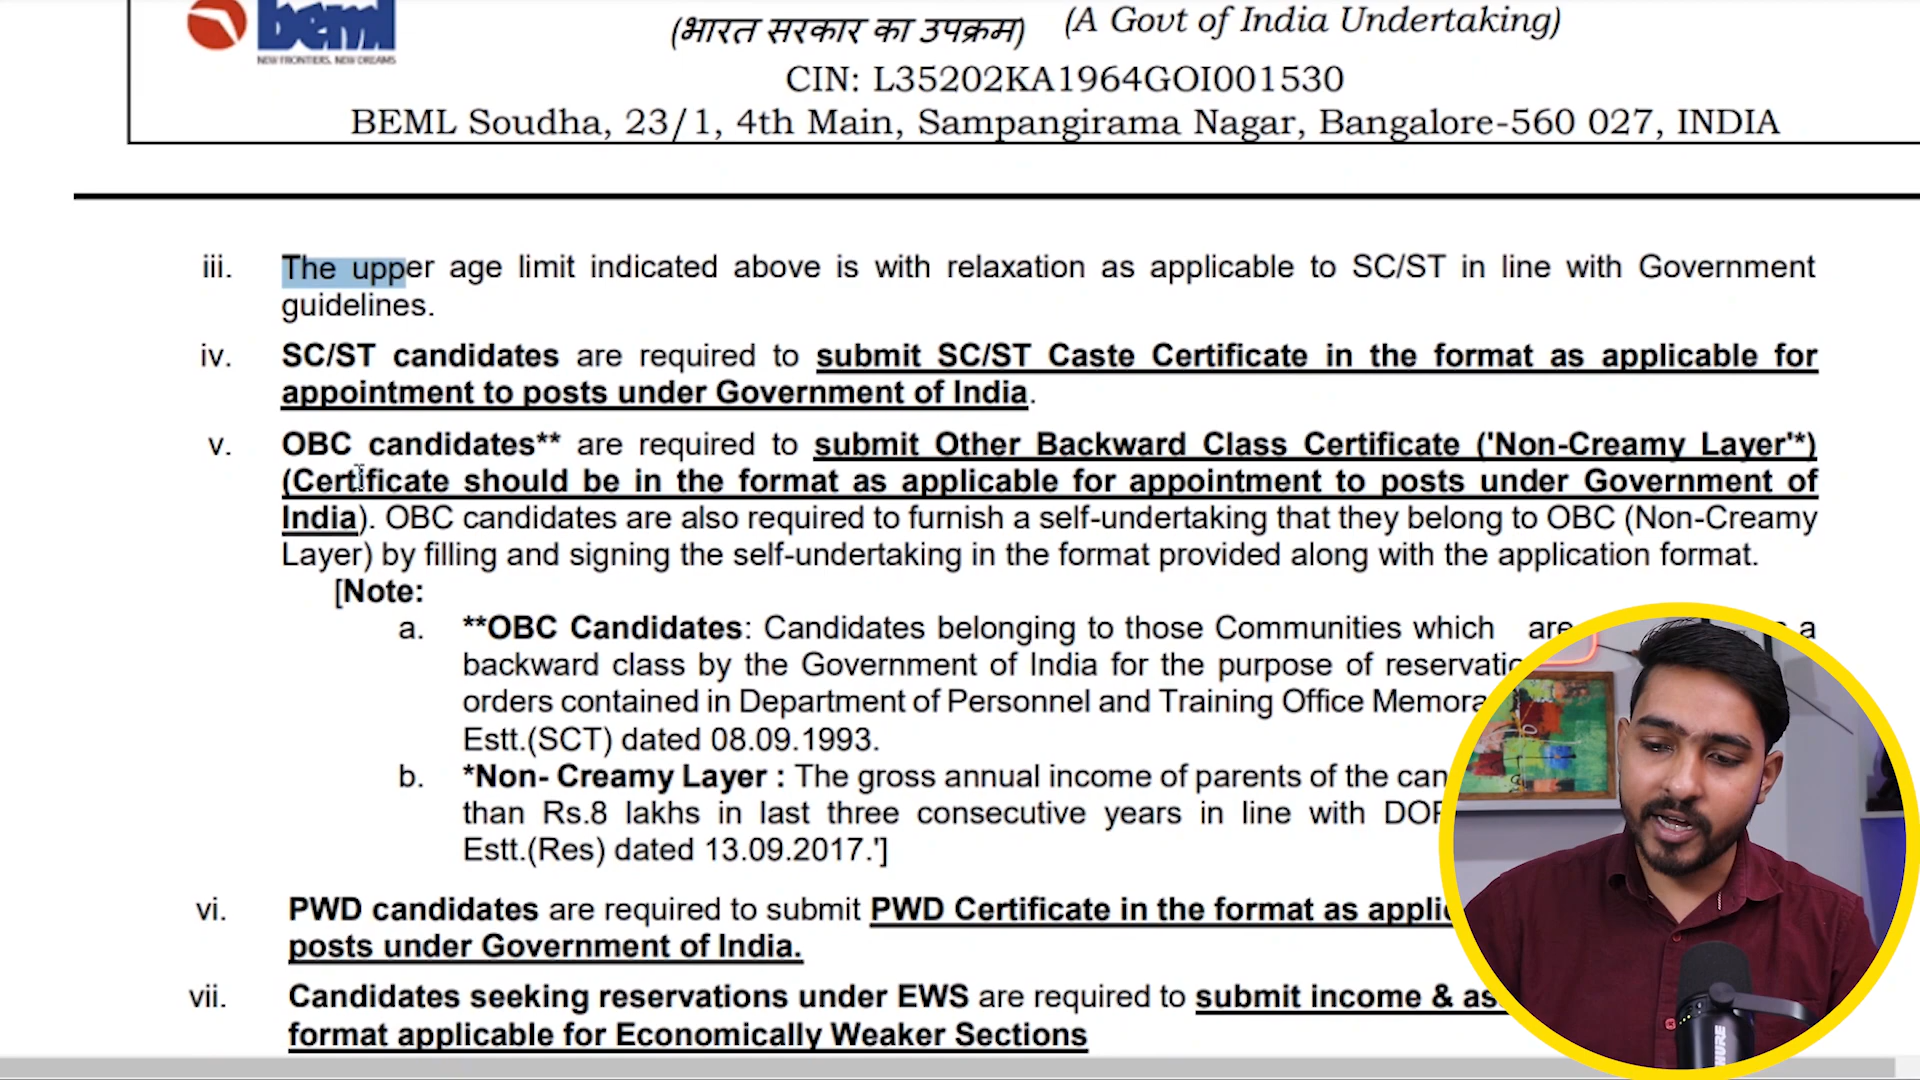 beml
NEW FRONTIERS. NEW DREAMS
(भारत सरकार का उपक्रम) (A Govt of India Undertaking)
CIN: L35202KA1964GOI001530
BEML Soudha, 23/1, 4th Main, Sampangirama Nagar, Bangalore-560 027, INDIA
iii. The upper age limit indicated above is with relaxation as applicable to SC/ST in line with Government
guidelines.
iv. SC/ST candidates are required to submit SC/ST Caste Certificate in the format as applicable for
appointment to posts under Government of India.
v. OBC candidates** are required to submit Other Backward Class Certificate ('Non-Creamy Layer'*)
(Certificate should be in the format as applicable for appointment to posts under Government of
India). OBC candidates are also required to furnish a self-undertaking that they belong to OBC (Non-Creamy
Layer) by filling and signing the self-undertaking in the format provided along with the application format.
[Note:
a. **OBC Candidates: Candidates belonging to those Communities which are a
backward class by the Government of India for the purpose of
orders contained in Department of Personnel and Training Office
Estt.(SCT) dated 08.09.1993.
b. *Non- Creamy Layer : The gross annual income of parents of the
than Rs.8 lakhs in last three consecutive years in line with
Estt.(Res) dated 13.09.2017.']
vi. PWD candidates are required to submit PWD Certificate in the format as
posts under Government of India.
vii. Candidates seeking reservations under EWS are required to submit income &
format applicable for Economically Weaker Sections